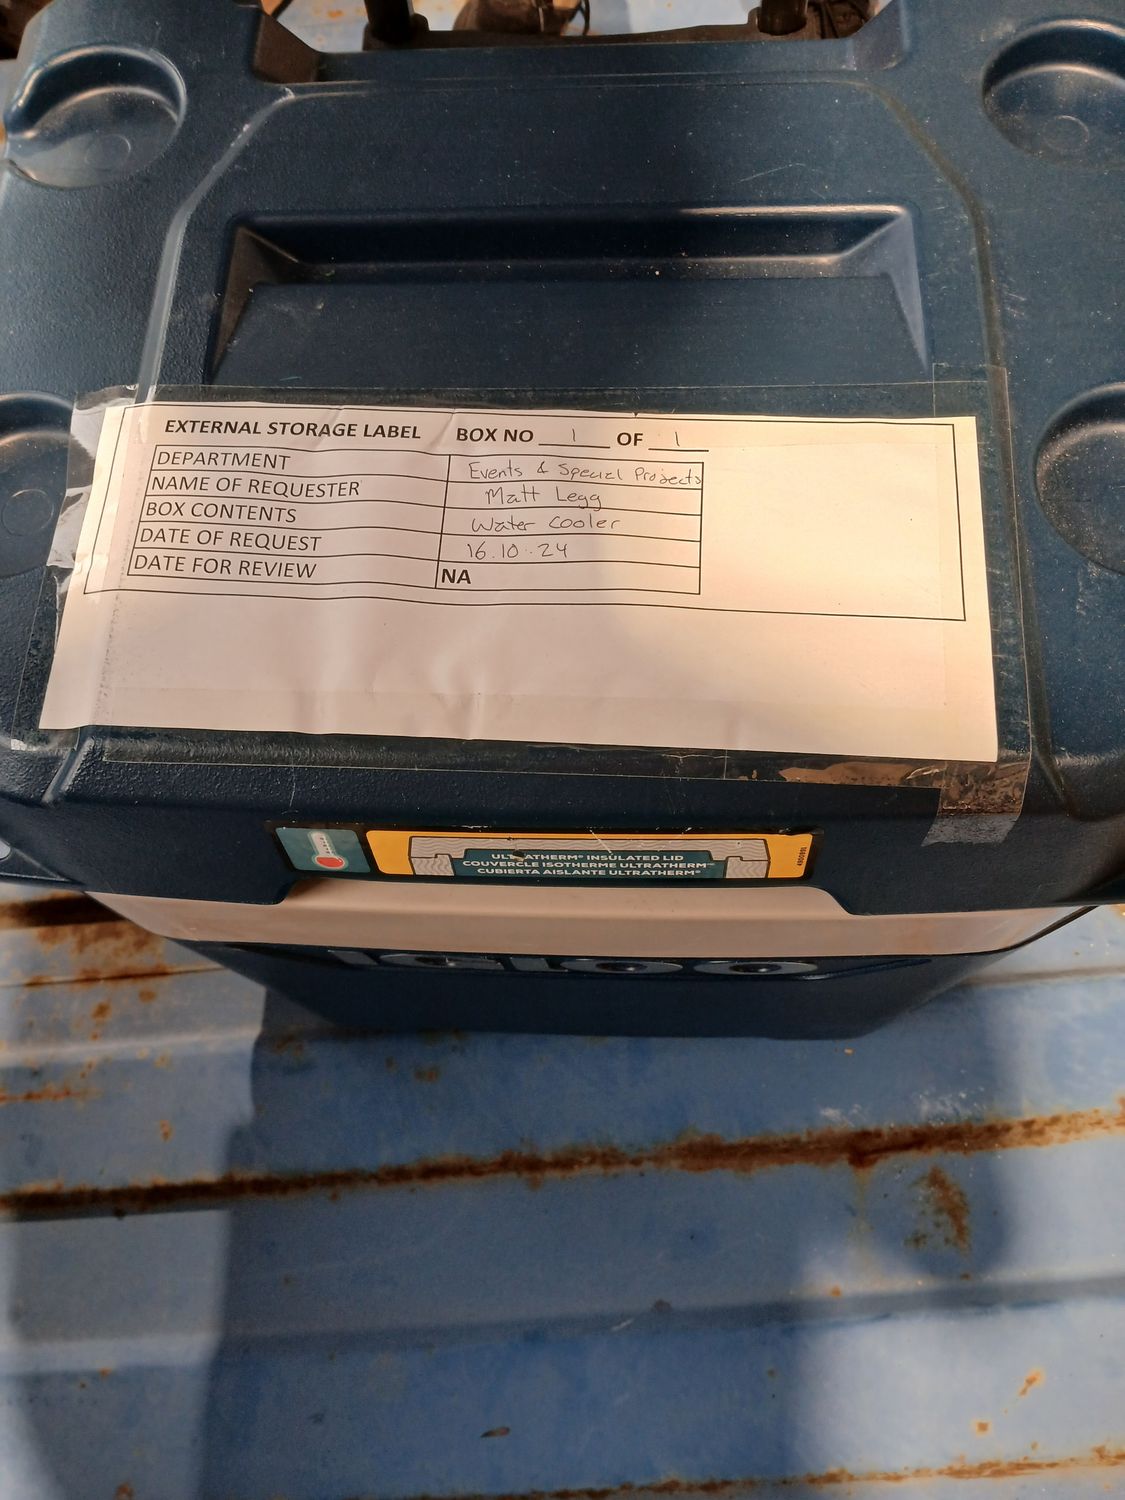 EXTERNAL STORAGE LABEL BOX NO 1 OF 1
DEPARTMENT Events & Special Projects
NAME OF REQUESTER Matt Legg
BOX CONTENTS Water cooler
DATE OF REQUEST 16.10.24
DATE FOR REVIEW NA
ULTRATHERM® INSULATED LID
COUVERCLE ISOTHERME ULTRATHERM™
CUBIERTA AISLANTE ULTRATHERM®
IGLOO